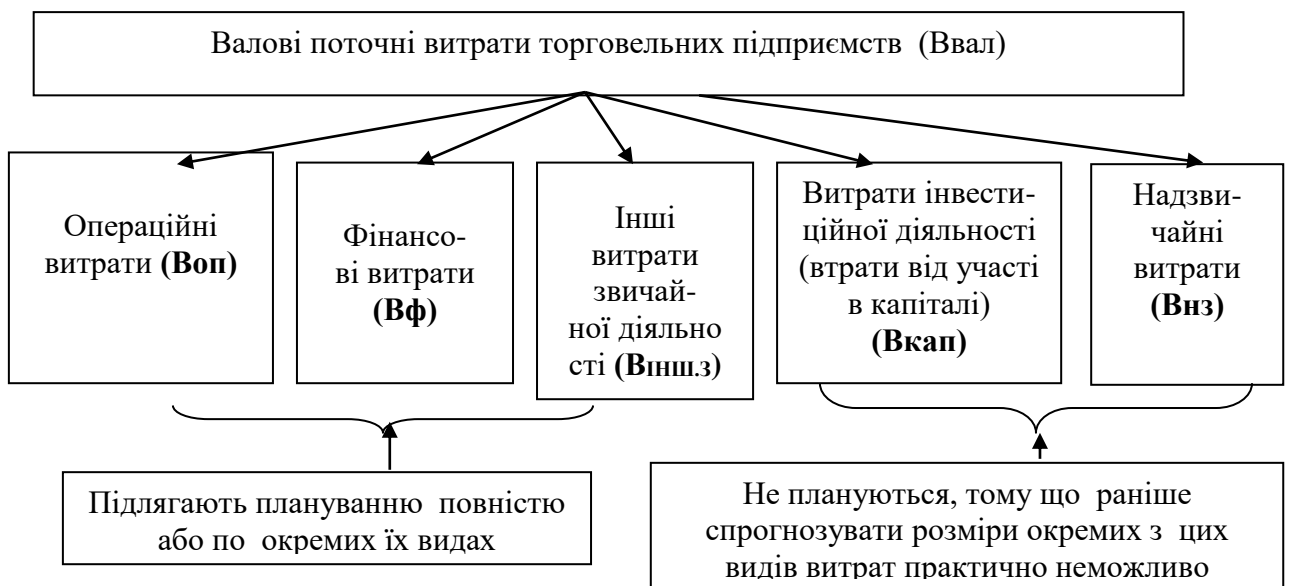 Валові поточні витрати торговельних підприємств (Ввал)
Операційні
витрати (Воп)
Фінансо-
ві витрати
(Вф)
Інші
витрати
звичай-
ної діяльно
сті (Вінш.з)
Витрати інвести-
ційної діяльності
(втрати від участі
в капіталі)
(Вкап)
Надзви-
чайні
витрати
(Внз)
Підлягають плануванню повністю
або по окремих їх видах
Не плануються, тому що раніше
спрогнозувати розміри окремих з цих
видів витрат практично неможливо